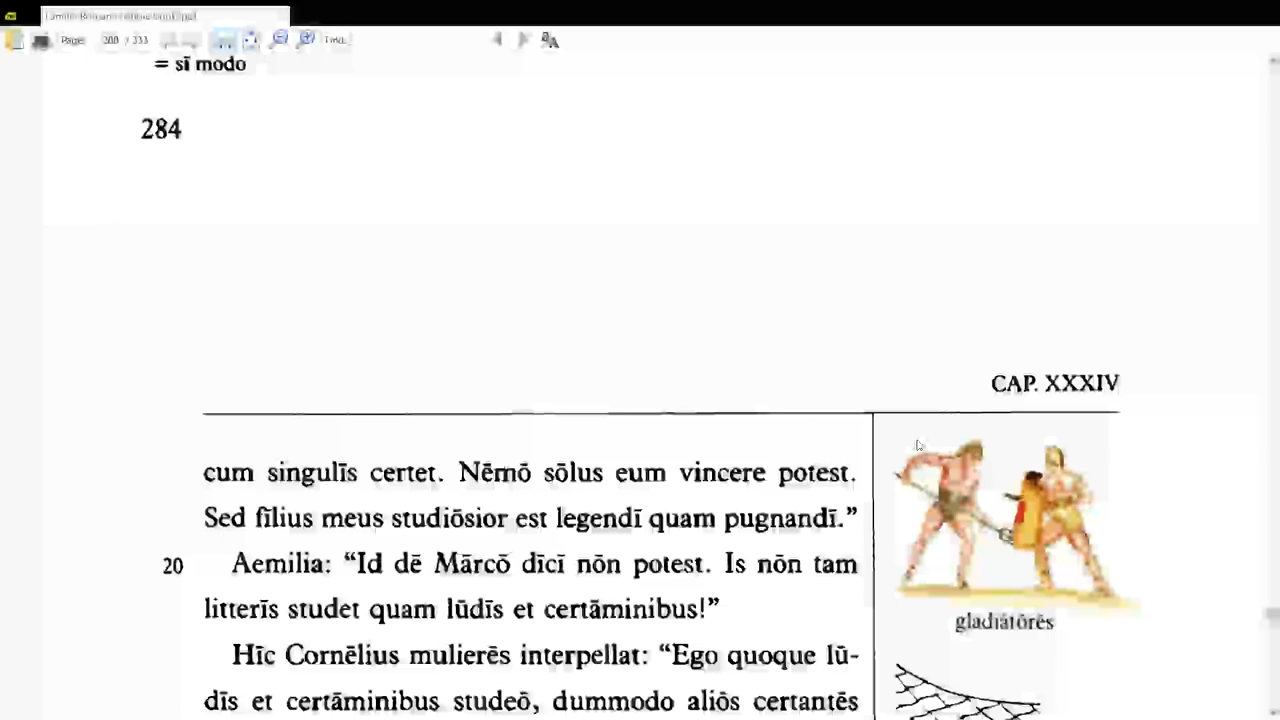 Page:
= sī modo
284
CAP. XXXIV
cum singulīs certet. Nēmō sōlus eum vincere potest.
Sed fīlius meus studiōsior est legendī quam pugnandī.”
20 Aemilia: “Id dē Mārcō dīcī nōn potest. Is nōn tam
litterīs studet quam lūdīs et certāminibus!”
Hīc Cornēlius mulierēs interpellat: “Ego quoque lū-
dīs et certāminibus studeō, dummodo aliōs certantēs
gladiātōrēs